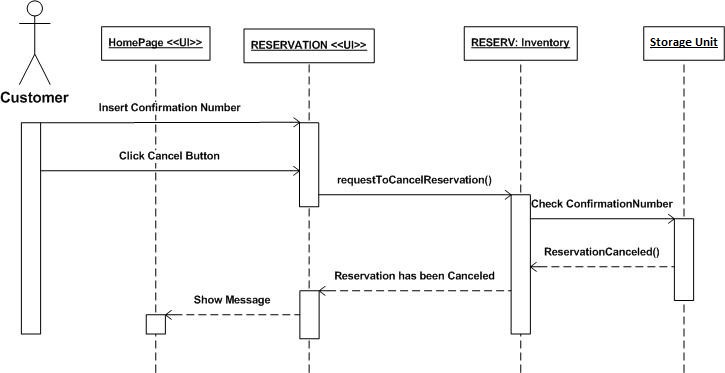 HomePage <<UI>>
RESERVATION <<UI>>
RESERV: Inventory
Storage Unit
Customer
Insert Confirmation Number
Click Cancel Button
requestToCancelReservation()
Check ConfirmationNumber
ReservationCanceled()
Reservation has been Canceled
Show Message